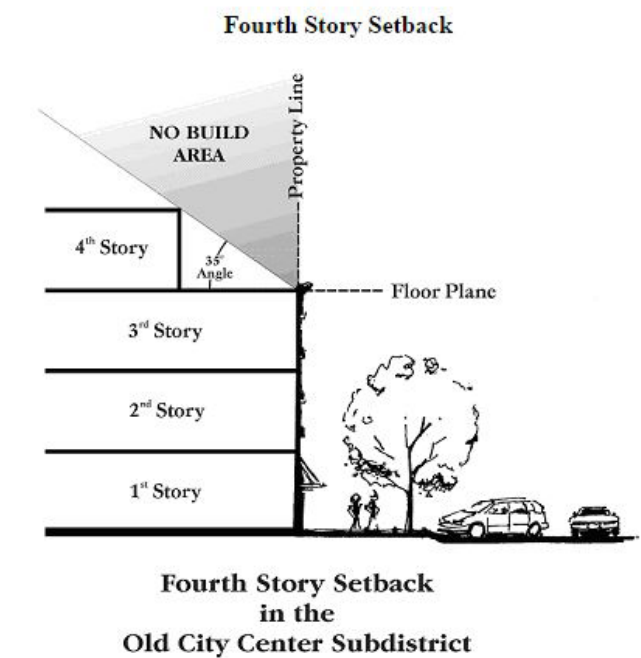 Fourth Story Setback
NO BUILD
AREA
Property Line
4th Story
35°
Angle
Floor Plane
3rd Story
2nd Story
1st Story
Fourth Story Setback
in the
Old City Center Subdistrict